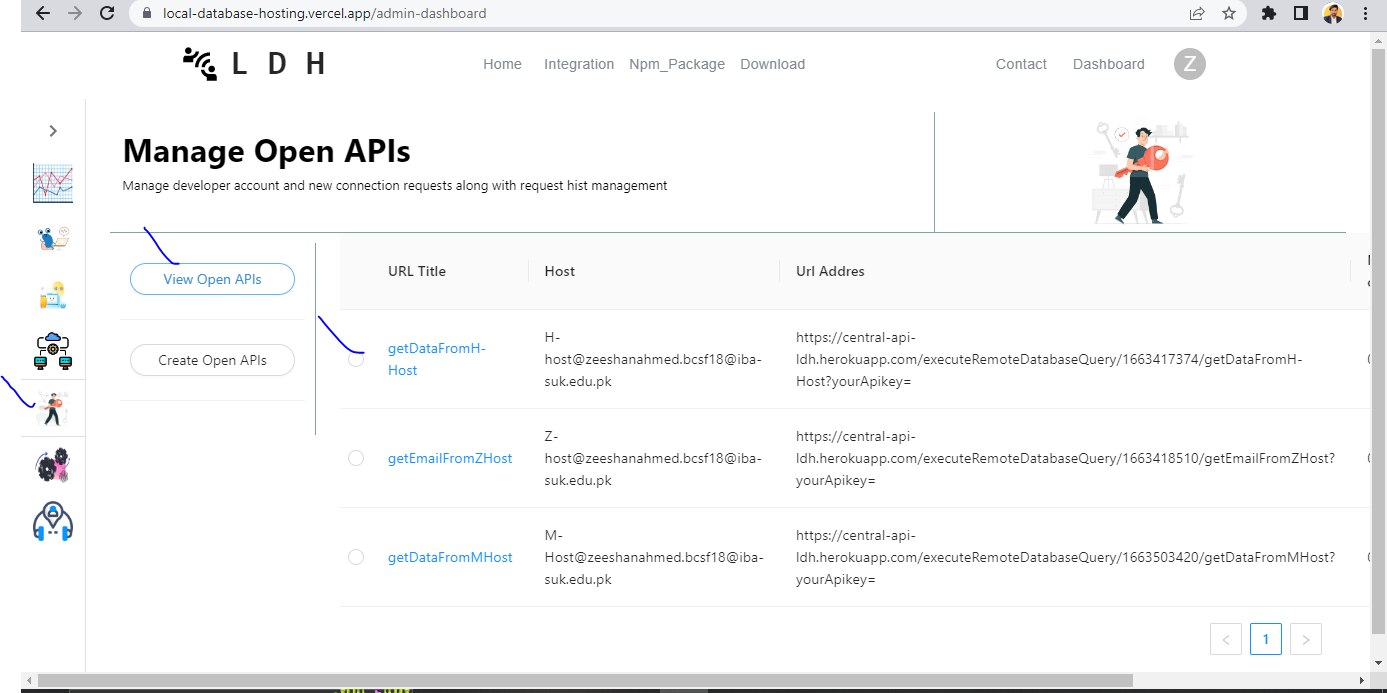 local-database-hosting.vercel.app/admin-dashboard
L D H
Home Integration Npm_Package Download Contact Dashboard Z
Manage Open APIs
Manage developer account and new connection requests along with request hist management
View Open APIs
Create Open APIs
URL Title Host Url Addres
getDataFromH-
Host
H-
host@zeeshanahmed.bcsf18@iba-
suk.edu.pk
https://central-api-
ldh.herokuapp.com/executeRemoteDatabaseQuery/1663417374/getDataFromH-
Host?yourApikey=
getEmailFromZHost
Z-
host@zeeshanahmed.bcsf18@iba-
suk.edu.pk
https://central-api-
ldh.herokuapp.com/executeRemoteDatabaseQuery/1663418510/getEmailFromZHost?
yourApikey=
getDataFromMHost
M-
Host@zeeshanahmed.bcsf18@iba-
suk.edu.pk
https://central-api-
ldh.herokuapp.com/executeRemoteDatabaseQuery/1663503420/getDataFromMHost?
yourApikey=
< 1 >